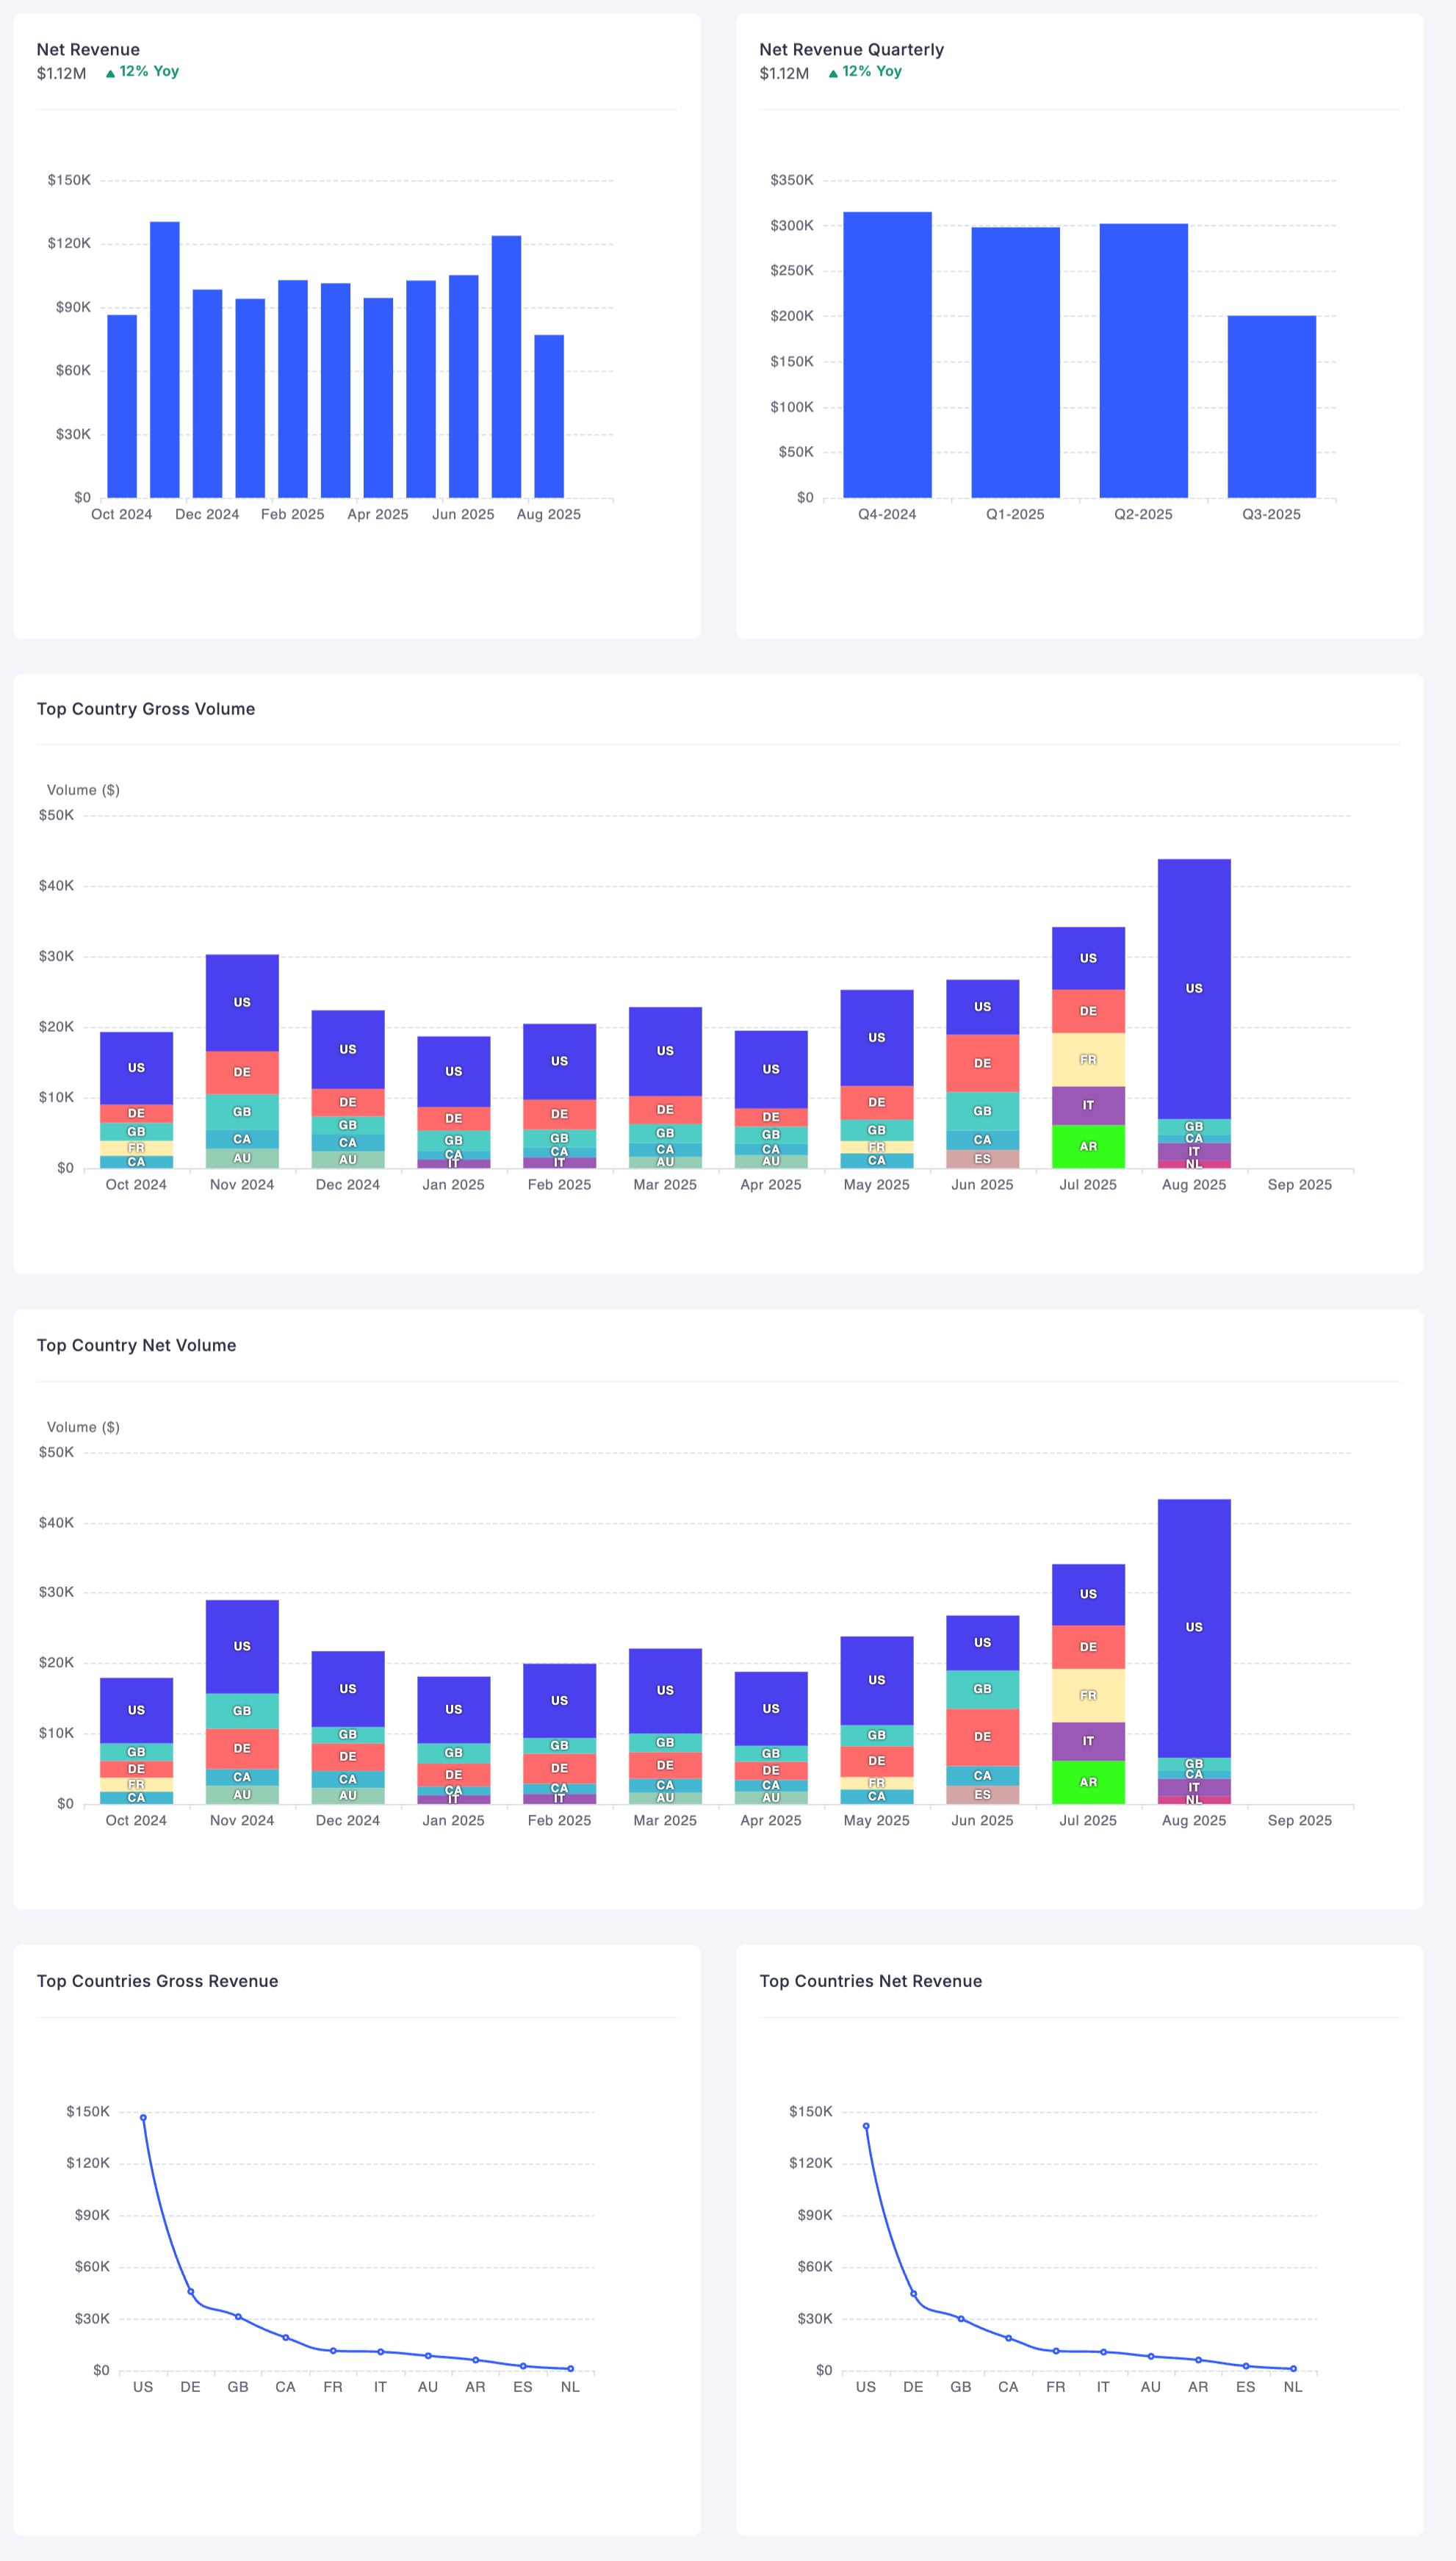 Net Revenue
$1.12M ▲ 12% Yoy
$150K
$120K
$90K
$60K
$30K
$0
Oct 2024 Dec 2024 Feb 2025 Apr 2025 Jun 2025 Aug 2025
Net Revenue Quarterly
$1.12M ▲ 12% Yoy
$350K
$300K
$250K
$200K
$150K
$100K
$50K
$0
Q4-2024 Q1-2025 Q2-2025 Q3-2025
Top Country Gross Volume
Volume ($)
$50K
$40K
$30K
$20K
$10K
$0
US
DE
GB
FR
CA
US
DE
GB
CA
AU
US
DE
GB
CA
AU
US
DE
GB
CA
IT
US
DE
GB
CA
IT
US
DE
GB
CA
AU
US
DE
GB
CA
AU
US
DE
GB
FR
CA
US
DE
GB
CA
ES
US
DE
FR
IT
AR
US
GB
CA
IT
NL
Oct 2024 Nov 2024 Dec 2024 Jan 2025 Feb 2025 Mar 2025 Apr 2025 May 2025 Jun 2025 Jul 2025 Aug 2025 Sep 2025
Top Country Net Volume
Volume ($)
$50K
$40K
$30K
$20K
$10K
$0
US
GB
DE
FR
CA
US
GB
DE
CA
AU
US
GB
DE
CA
AU
US
GB
DE
CA
IT
US
GB
DE
CA
IT
US
GB
DE
CA
AU
US
GB
DE
CA
AU
US
GB
DE
FR
CA
US
GB
DE
CA
ES
US
DE
FR
IT
AR
US
GB
CA
IT
NL
Oct 2024 Nov 2024 Dec 2024 Jan 2025 Feb 2025 Mar 2025 Apr 2025 May 2025 Jun 2025 Jul 2025 Aug 2025 Sep 2025
Top Countries Gross Revenue
$150K
$120K
$90K
$60K
$30K
$0
US DE GB CA FR IT AU AR ES NL
Top Countries Net Revenue
$150K
$120K
$90K
$60K
$30K
$0
US DE GB CA FR IT AU AR ES NL